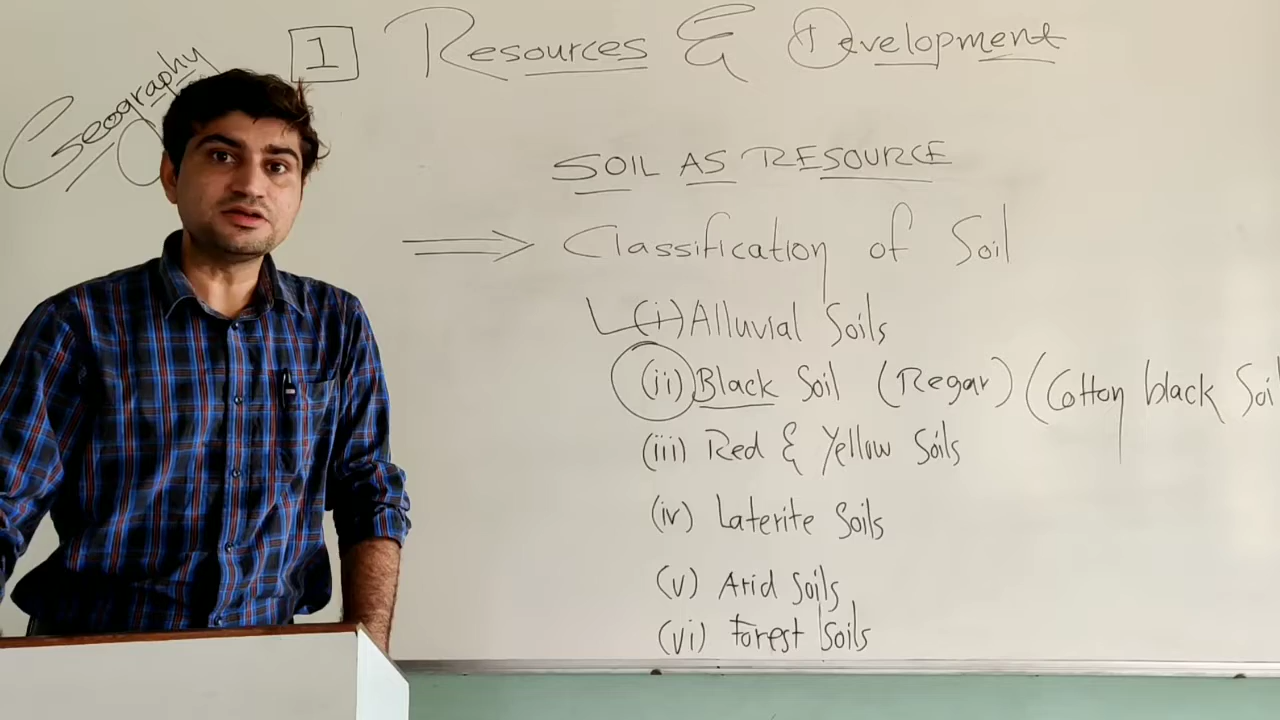 Geography
1 Resources & Development
SOIL AS RESOURCE
⇒ Classification of Soil
(i) Alluvial Soils
(ii) Black Soil (Regar) (Cotton black Soil
(iii) Red & Yellow Soils
(iv) Laterite Soils
(v) Arid Soils
(vi) Forest Soils